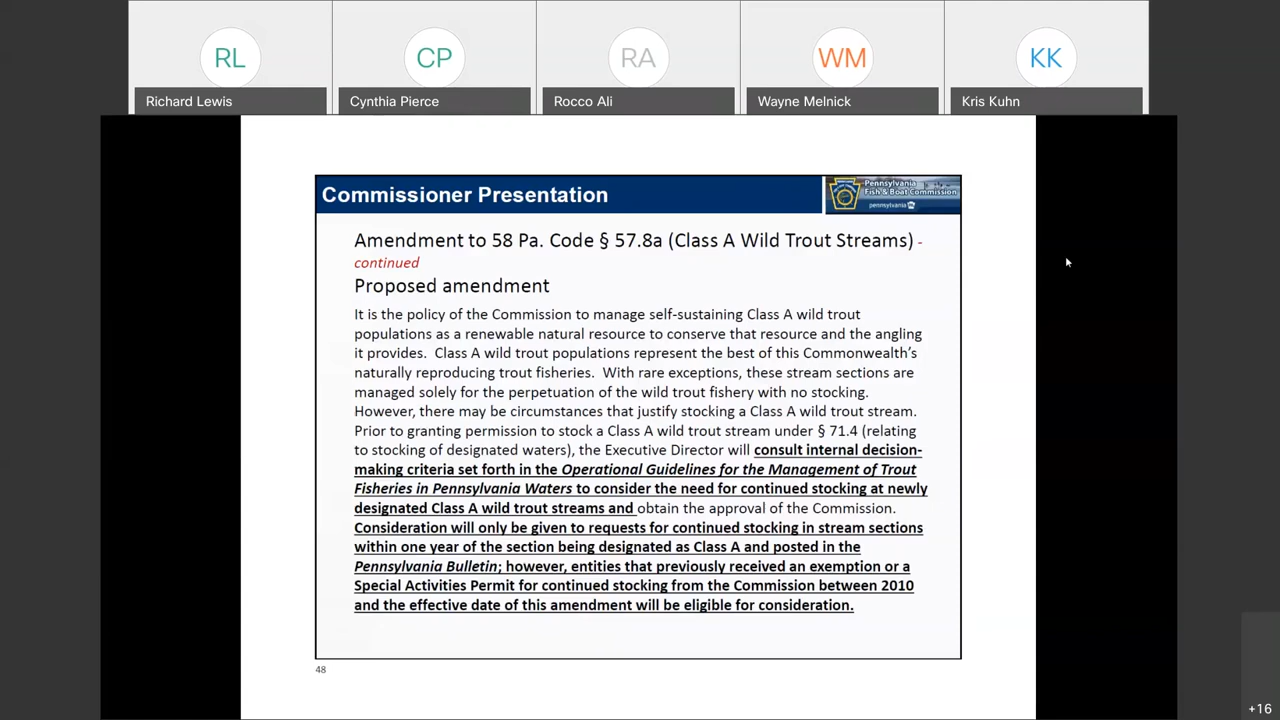 RL
CP
RA
WM
KK
Richard Lewis
Cynthia Pierce
Rocco Ali
Wayne Melnick
Kris Kuhn
Commissioner Presentation
Pennsylvania
Fish & Boat Commission
pennsylvania
Amendment to 58 Pa. Code § 57.8a (Class A Wild Trout Streams) -
continued
Proposed amendment
It is the policy of the Commission to manage self-sustaining Class A wild trout
populations as a renewable natural resource to conserve that resource and the angling
it provides. Class A wild trout populations represent the best of this Commonwealth's
naturally reproducing trout fisheries. With rare exceptions, these stream sections are
managed solely for the perpetuation of the wild trout fishery with no stocking.
However, there may be circumstances that justify stocking a Class A wild trout stream.
Prior to granting permission to stock a Class A wild trout stream under § 71.4 (relating
to stocking of designated waters), the Executive Director will consult internal decision-
making criteria set forth in the Operational Guidelines for the Management of Trout
Fisheries in Pennsylvania Waters to consider the need for continued stocking at newly
designated Class A wild trout streams and obtain the approval of the Commission.
Consideration will only be given to requests for continued stocking in stream sections
within one year of the section being designated as Class A and posted in the
Pennsylvania Bulletin; however, entities that previously received an exemption or a
Special Activities Permit for continued stocking from the Commission between 2010
and the effective date of this amendment will be eligible for consideration.
48
+16